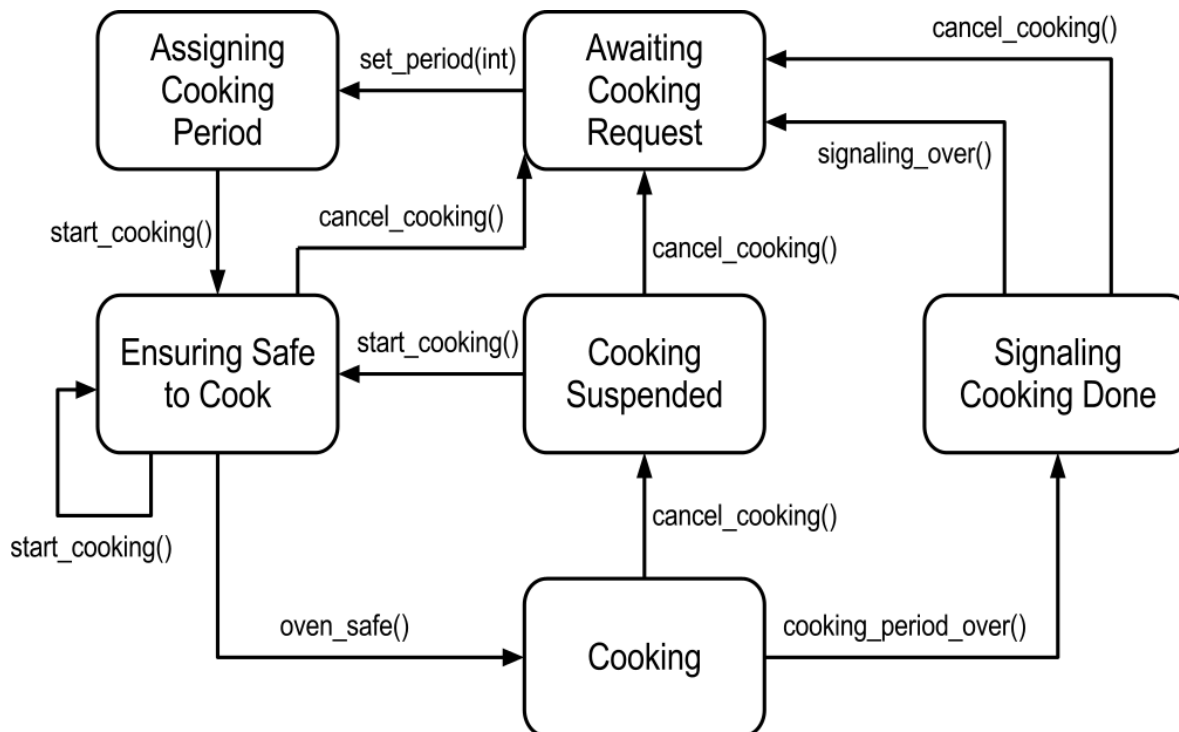 Assigning
Cooking
Period
set_period(int)
Awaiting
Cooking
Request
cancel_cooking()
signaling_over()
start_cooking()
cancel_cooking()
cancel_cooking()
Ensuring Safe
to Cook
start_cooking()
Cooking
Suspended
Signaling
Cooking Done
start_cooking()
cancel_cooking()
oven_safe()
Cooking
cooking_period_over()